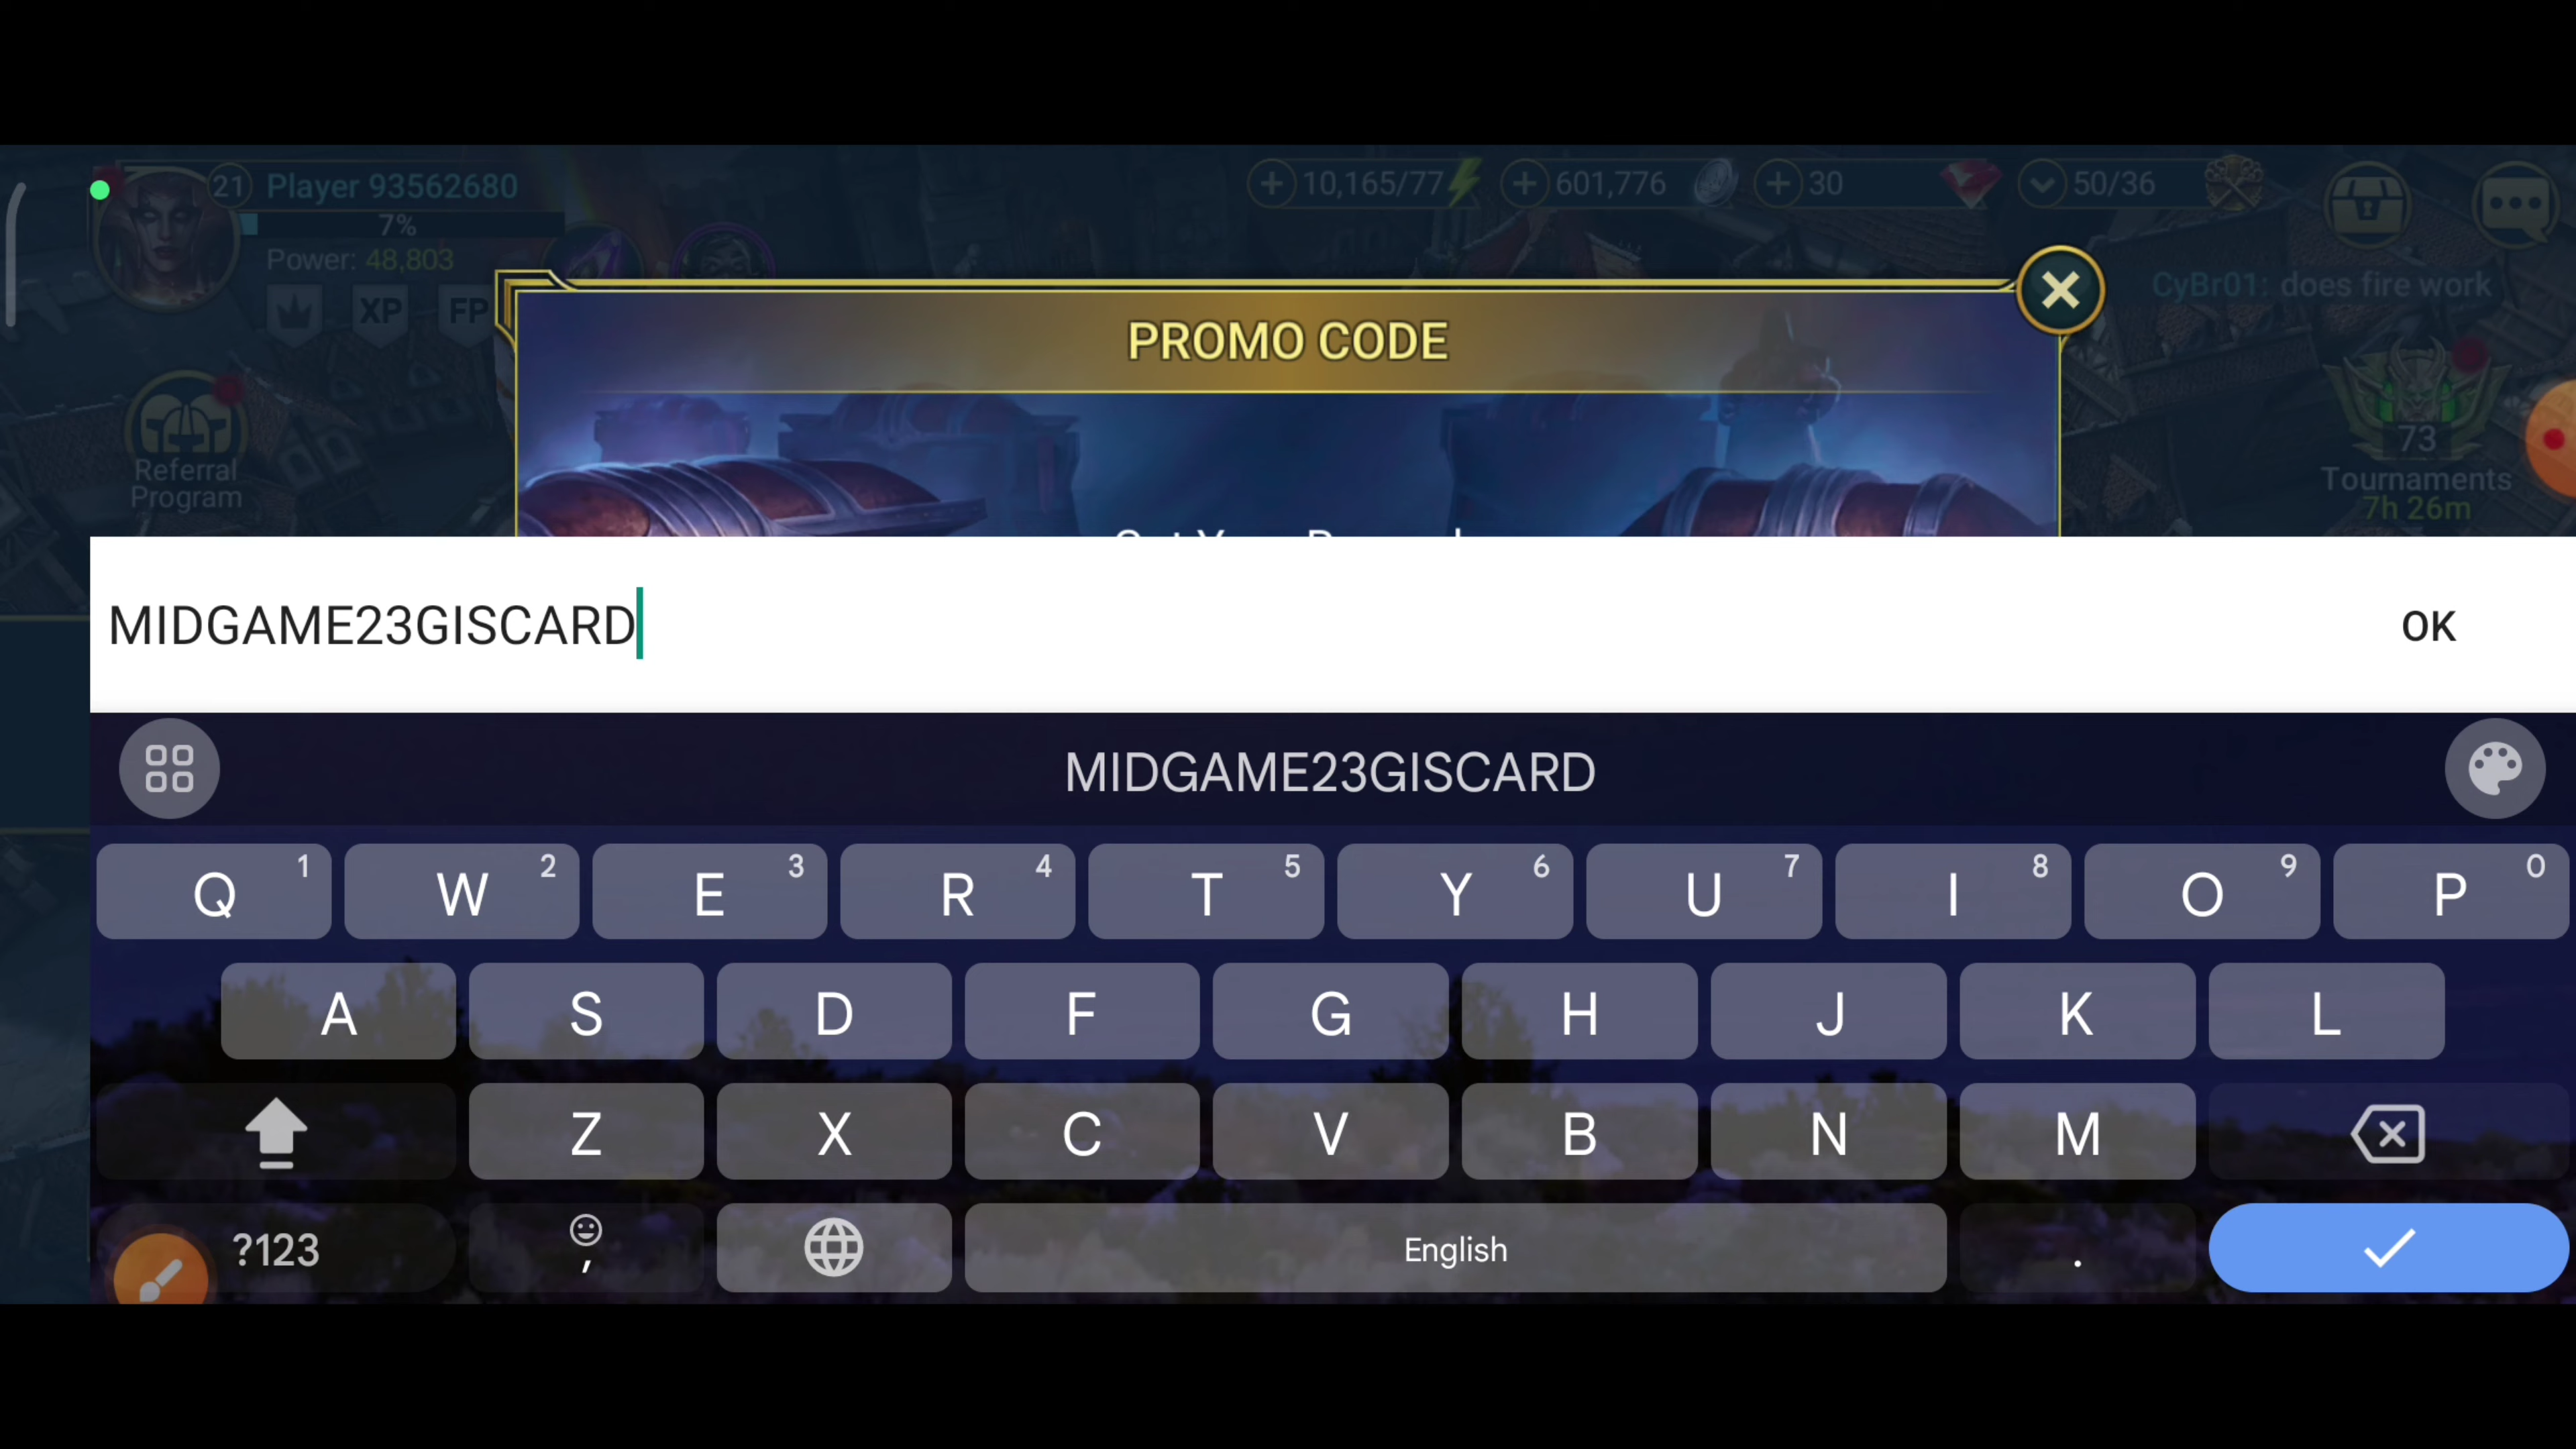 21 Player 93562680
7%
Power: 48,803
XP FP
10,165/77 601,776 30 50/36
CyBr01: does fire work
PROMO CODE
Referral
Program
73
Tournaments
7h 26m
MIDGAME23GISCARD
OK
MIDGAME23GISCARD
Q 1 W 2 E 3 R 4 T 5 Y 6 U 7 I 8 O 9 P 0
A S D F G H J K L
Z X C V B N M
?123 , English .